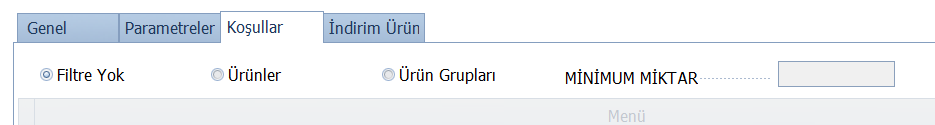 Genel Parametreler Koşullar İndirim Ürün
Filtre Yok Ürünler Ürün Grupları MİNİMUM MİKTAR
Menü